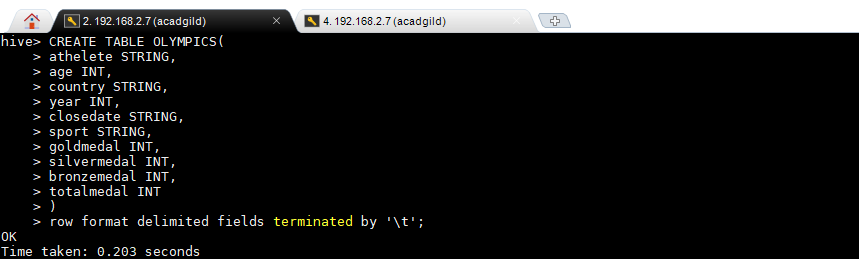 2. 192.168.2.7 (acadgild)
4. 192.168.2.7 (acadgild)
hive> CREATE TABLE OLYMPICS(
> athelete STRING,
> age INT,
> country STRING,
> year INT,
> closedate STRING,
> sport STRING,
> goldmedal INT,
> silvermedal INT,
> bronzemedal INT,
> totalmedal INT
> )
> row format delimited fields terminated by '\t';
OK
Time taken: 0.203 seconds